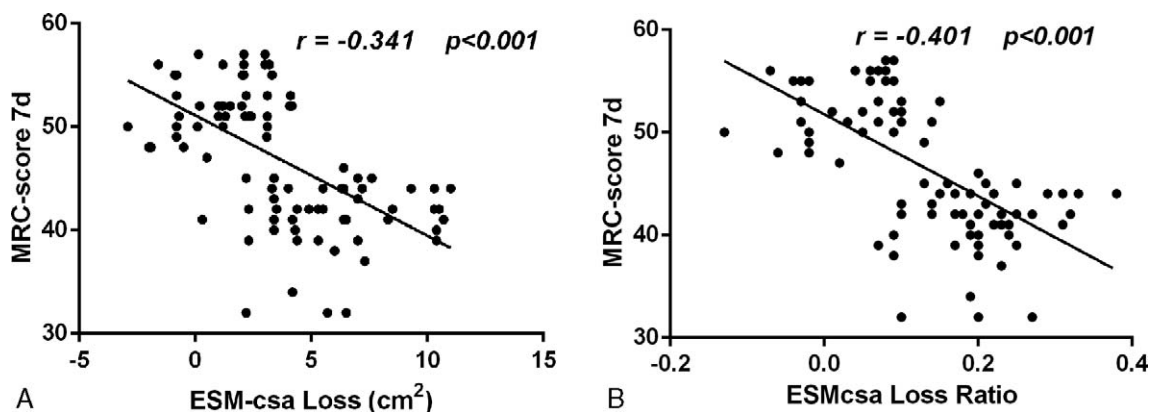 60
50
40
30
-5
0
5
10
15
MRC-score 7d
ESM-csa Loss (cm²)
r = -0.341 p<0.001
A
60
50
40
30
-0.2
0.0
0.2
0.4
MRC-score 7d
ESMcsa Loss Ratio
r = -0.401 p<0.001
B